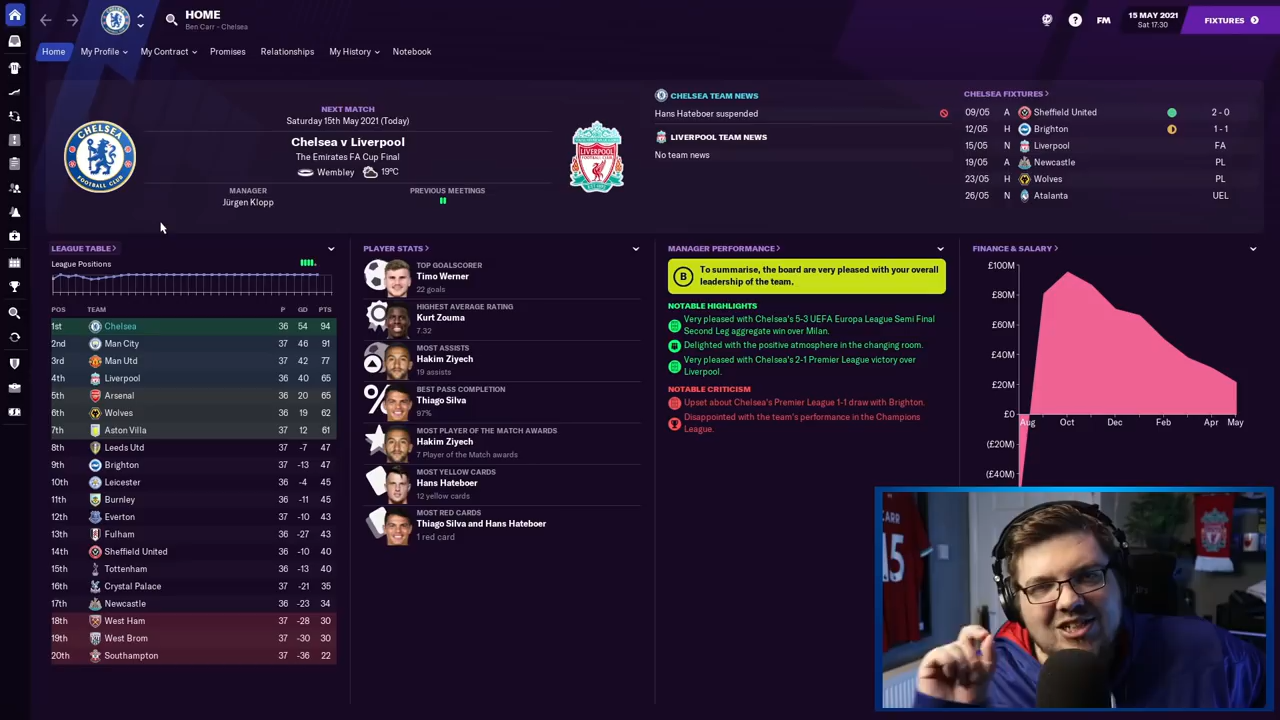 HOME
Ben Carr - Chelsea
FM
15 MAY 2021
Sat 17:30
FIXTURES
Home
My Profile
My Contract
Promises
Relationships
My History
Notebook
NEXT MATCH
Saturday 15th May 2021 (Today)
Chelsea v Liverpool
The Emirates FA Cup Final
Wembley 19ºC
MANAGER
Jürgen Klopp
PREVIOUS MEETINGS
CHELSEA FOOTBALL CLUB
CHELSEA TEAM NEWS
Hans Hateboer suspended
LIVERPOOL TEAM NEWS
No team news
CHELSEA FIXTURES
09/05 A Sheffield United 2 - 0
12/05 H Brighton 1 - 1
15/05 N Liverpool FA
19/05 A Newcastle PL
23/05 H Wolves PL
26/05 N Atalanta UEL
LEAGUE TABLE
League Positions
POS TEAM P GD PTS
1st Chelsea 36 54 94
2nd Man City 37 46 91
3rd Man Utd 37 42 80
4th Liverpool 36 40 65
5th Arsenal 36 20 65
6th Wolves 36 19 62
7th Aston Villa 37 12 61
8th Leeds Utd 37 -7 47
9th Brighton 37 -13 47
10th Leicester 37 -4 45
11th Burnley 37 -11 45
12th Everton 37 -10 43
13th Fulham 36 -27 43
14th Sheffield United 36 -10 40
15th Tottenham 36 -13 40
16th Crystal Palace 37 -21 35
17th Newcastle 36 -23 34
18th West Ham 37 -28 30
19th West Brom 37 -30 30
20th Southampton 37 -36 22
PLAYER STATS
TOP GOALSCORER
Timo Werner
22 goals
HIGHEST AVERAGE RATING
Kurt Zouma
7.32
MOST ASSISTS
Hakim Ziyech
19 assists
BEST PASS COMPLETION
Thiago Silva
97%
MOST PLAYER OF THE MATCH AWARDS
Hakim Ziyech
7 Player of the Match awards
MOST YELLOW CARDS
Hans Hateboer
12 yellow cards
MOST RED CARDS
Thiago Silva and Hans Hateboer
1 red card
MANAGER PERFORMANCE
B
To summarise, the board are very pleased with your overall
leadership of the team.
NOTABLE HIGHLIGHTS
Very pleased with Chelsea's 5-3 UEFA Europa League Semi Final
Second Leg aggregate win over Milan.
Delighted with the positive atmosphere in the changing room.
Very pleased with Chelsea's 2-1 Premier League victory over
Liverpool.
NOTABLE CRITICISM
Upset about Chelsea's Premier League 1-1 draw with Brighton.
Disappointed with the team's performance in the Champions
League.
FINANCE & SALARY
£100M
£80M
£60M
£40M
£20M
£0
(£20M)
(£40M)
Aug Oct Dec Feb Apr May
CARR
15